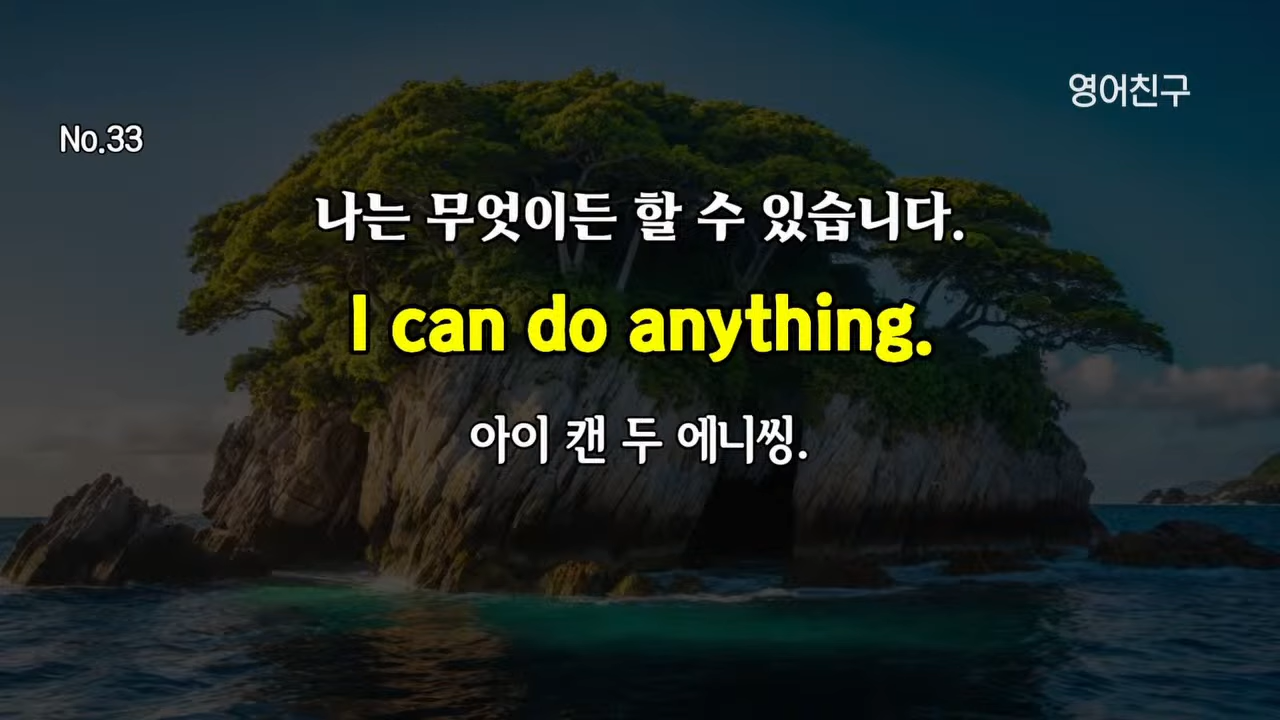 영어친구
No.33
나는 무엇이든 할 수 있습니다.
I can do anything.
아이 캔 두 에니씽.